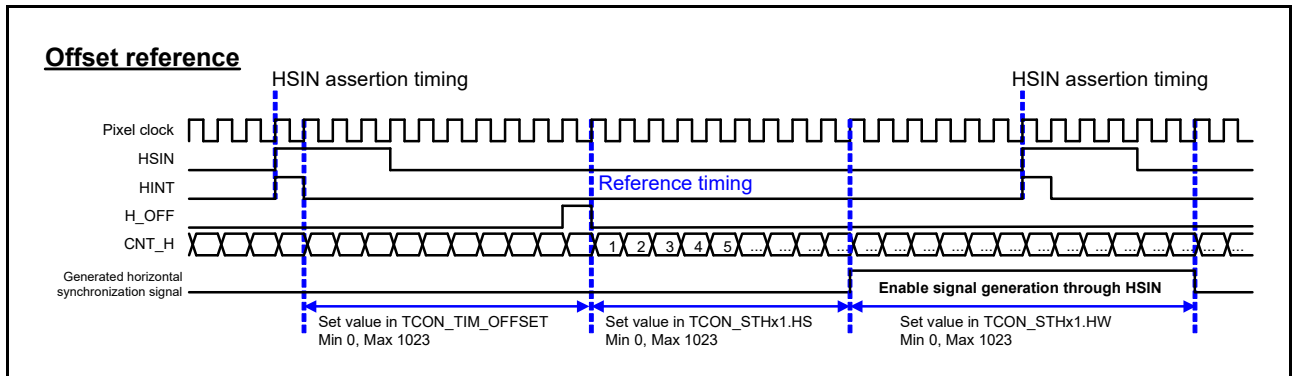 Offset reference
HSIN assertion timing
HSIN assertion timing
Pixel clock
HSIN
HINT
Reference timing
H_OFF
CNT_H
1 2 3 4 5 ... ... ... ... ... ... ... ... ... ... ... ... ... ... ... ... ... ...
Generated horizontal
synchronization signal
Enable signal generation through HSIN
Set value in TCON_TIM_OFFSET
Min 0, Max 1023
Set value in TCON_STHx1.HS
Min 0, Max 1023
Set value in TCON_STHx1.HW
Min 0, Max 1023